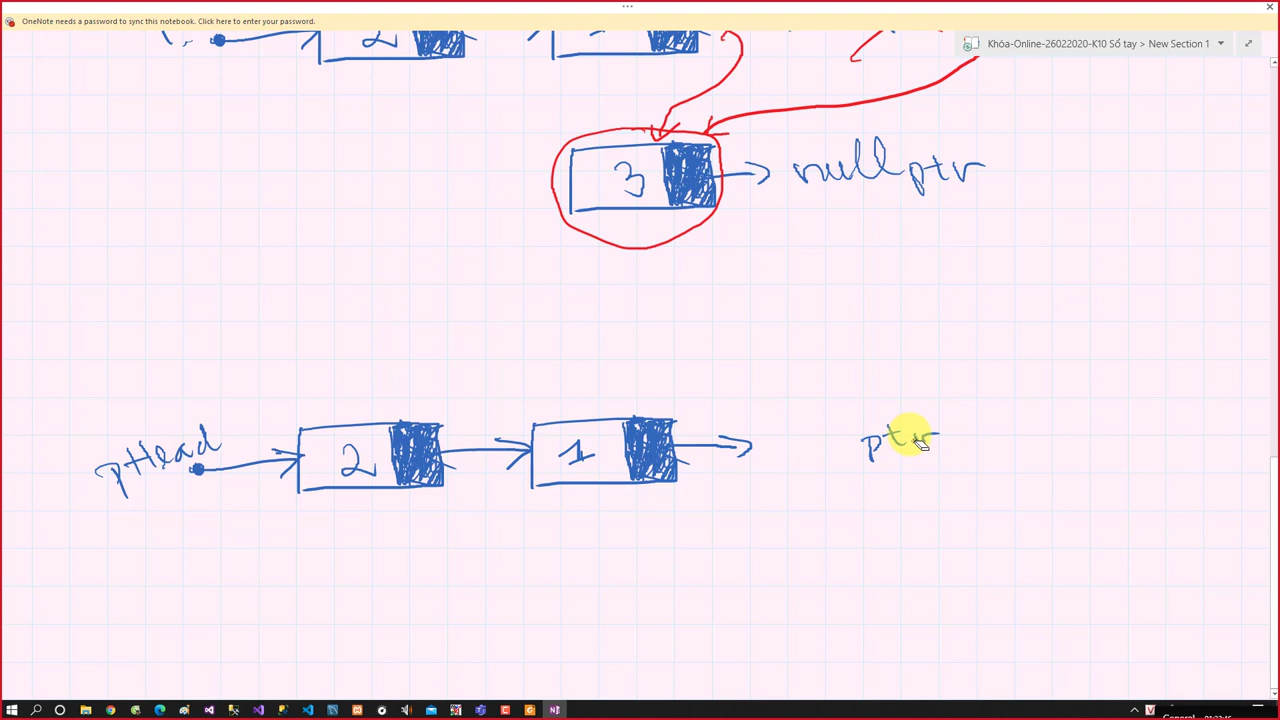 OneNote needs a password to sync this notebook. Click here to enter your password.
Khóa-Online-26022020-K10 Sổ tay > New Section 1
2
3
nullptr
pHead
2
1
ptr